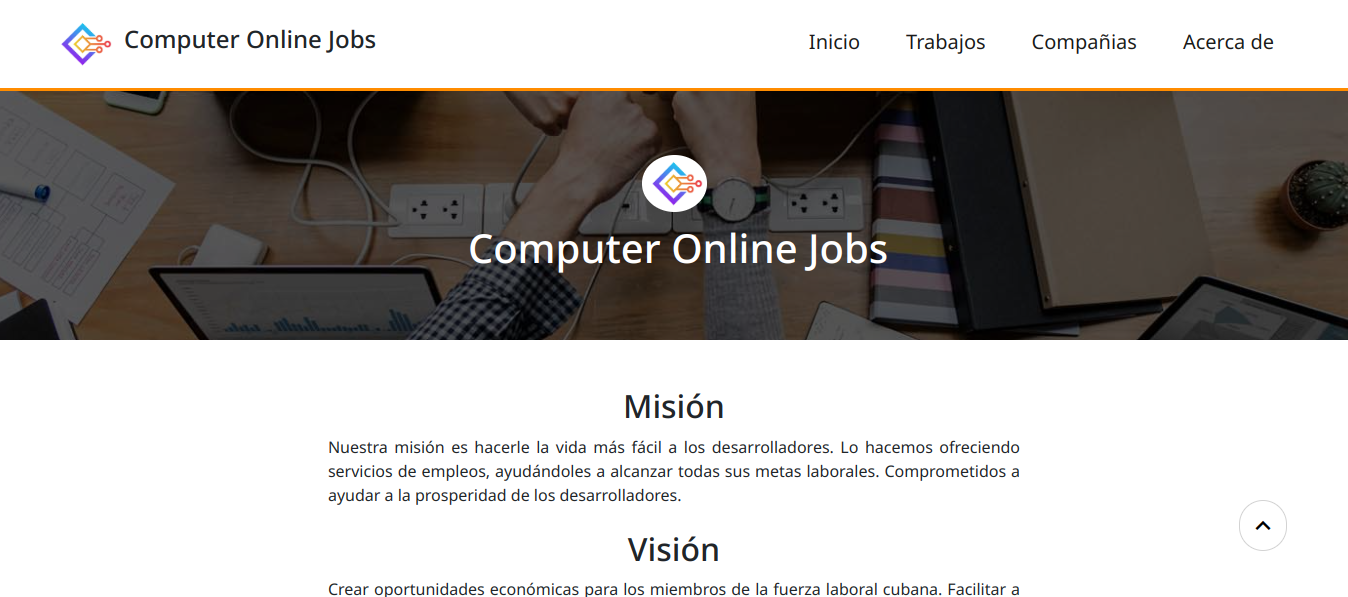 Computer Online Jobs
Inicio
Trabajos
Compañias
Acerca de
Computer Online Jobs
Misión
Nuestra misión es hacerle la vida más fácil a los desarrolladores. Lo hacemos ofreciendo
servicios de empleos, ayudándoles a alcanzar todas sus metas laborales. Comprometidos a
ayudar a la prosperidad de los desarrolladores.
Visión
Crear oportunidades económicas para los miembros de la fuerza laboral cubana. Facilitar a